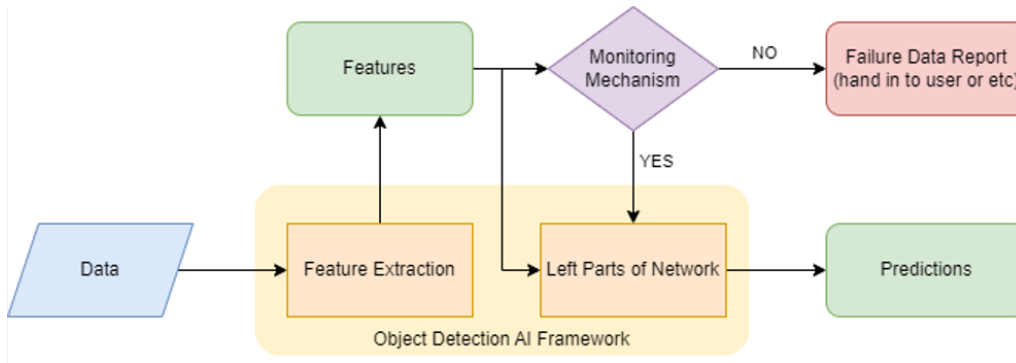 Features
Monitoring
Mechanism
NO
Failure Data Report
(hand in to user or etc)
YES
Data
Feature Extraction
Left Parts of Network
Predictions
Object Detection AI Framework